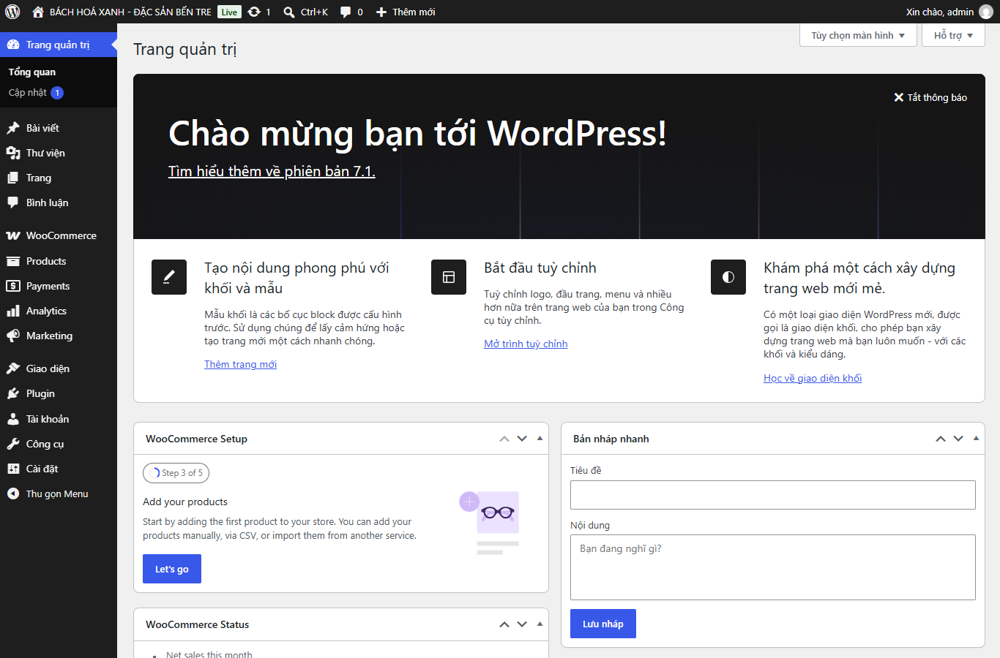 BÁCH HOÁ XANH - ĐẶC SẢN BẾN TRE Live 1 Ctrl+K 0 Thêm mới Xin chào, admin
Tùy chọn màn hình Hỗ trợ
Trang quản trị
Tổng quan
Cập nhật 1
Bài viết
Thư viện
Trang
Bình luận
WooCommerce
Products
Payments
Analytics
Marketing
Giao diện
Plugin
Tài khoản
Công cụ
Cài đặt
Thu gọn Menu
Trang quản trị
Tắt thông báo
Chào mừng bạn tới WordPress!
Tìm hiểu thêm về phiên bản 7.1.
Tạo nội dung phong phú với
khối và mẫu
Mẫu khối là các bố cục block được cấu hình
trước. Sử dụng chúng để lấy cảm hứng hoặc
tạo trang mới một cách nhanh chóng.
Thêm trang mới
Bắt đầu tuỳ chỉnh
Tuỳ chỉnh logo, đầu trang, menu và nhiều
hơn nữa trên trang web của bạn trong Công
cụ tùy chỉnh.
Mở trình tuỳ chỉnh
Khám phá một cách xây dựng
trang web mới mẻ.
Có một loại giao diện WordPress mới, được
gọi là giao diện khối, cho phép bạn xây
dựng trang web mà bạn luôn muốn - với các
khối và kiểu dáng.
Học về giao diện khối
WooCommerce Setup
Step 3 of 5
Add your products
Start by adding the first product to your store. You can add your
products manually, via CSV, or import them from another service.
Let's go
WooCommerce Status
Net sales this month
Bản nháp nhanh
Tiêu đề
Nội dung
Bạn đang nghĩ gì?
Lưu nháp